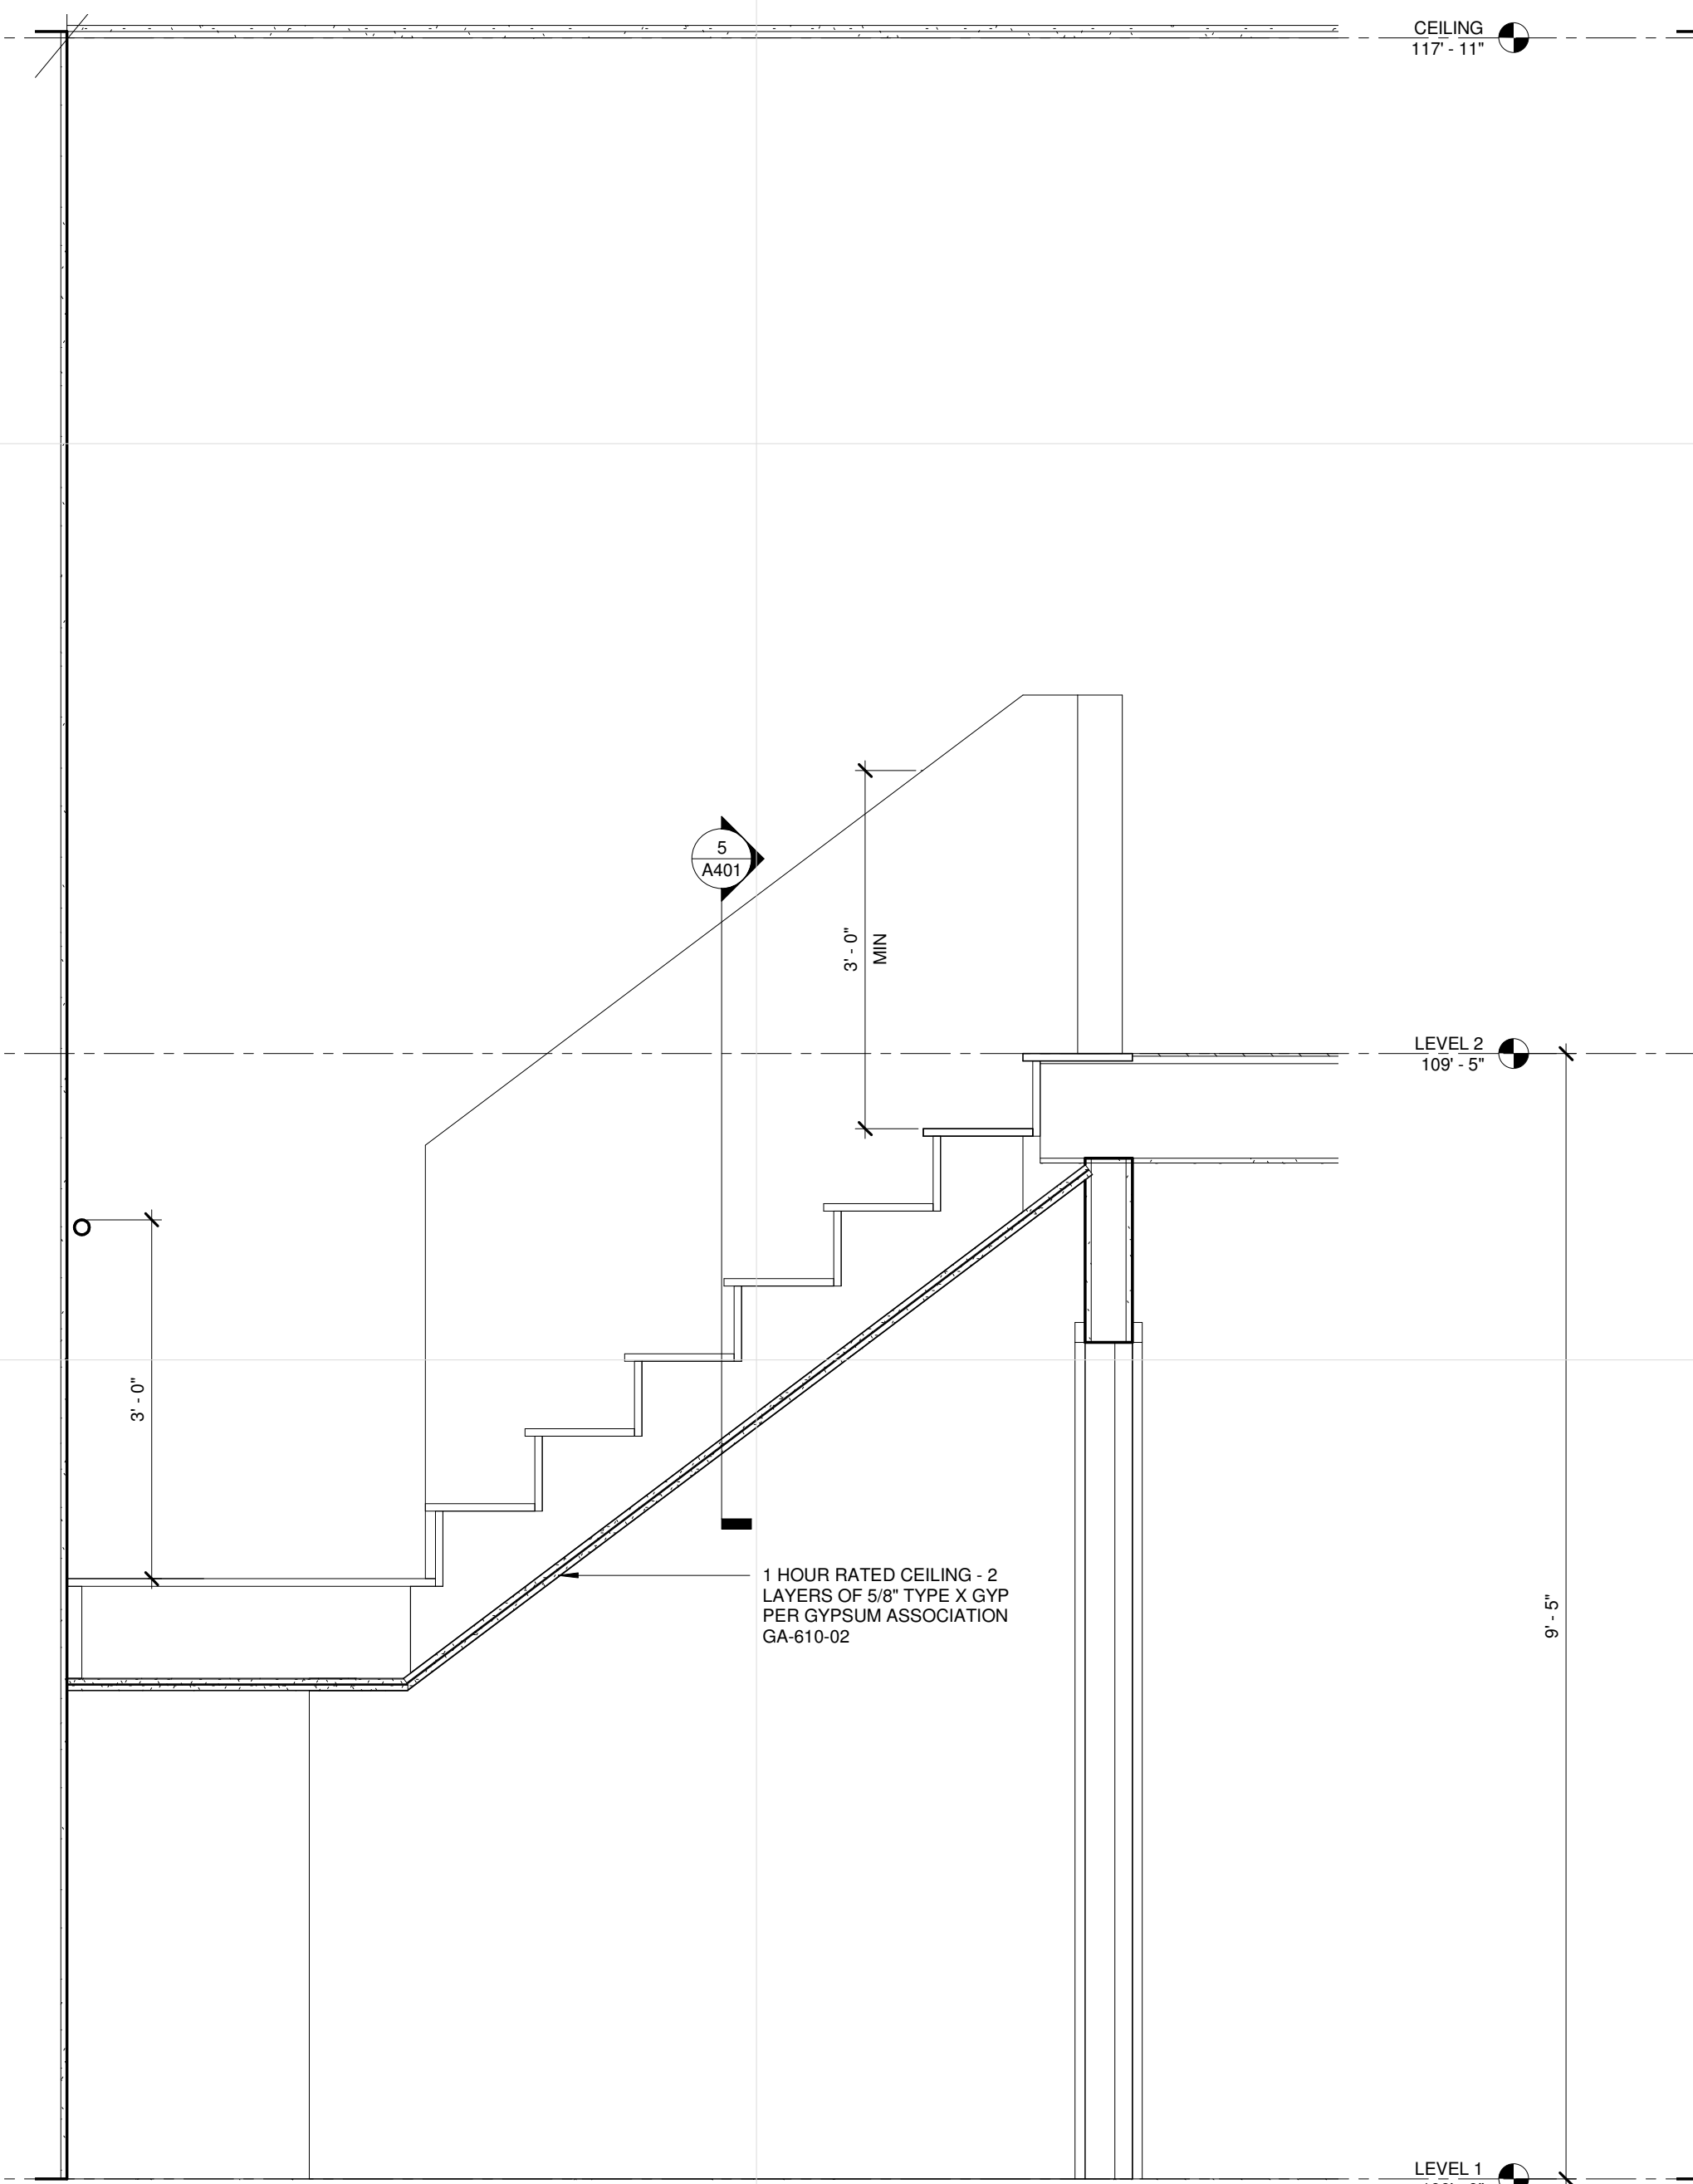 CEILING
117' - 11"
5
A401
3' - 0"
MIN
LEVEL 2
109' - 5"
3' - 0"
1 HOUR RATED CEILING - 2
LAYERS OF 5/8" TYPE X GYP
PER GYPSUM ASSOCIATION
GA-610-02
9' - 5"
LEVEL 1